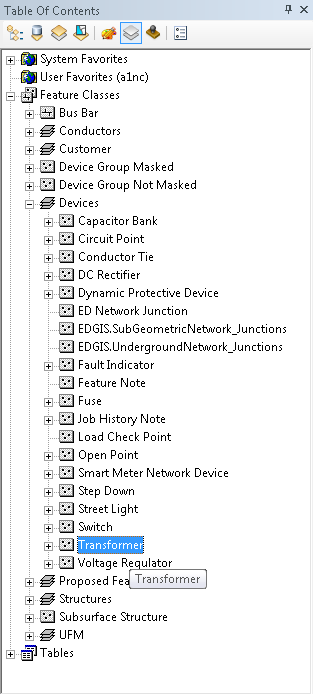 Table Of Contents
System Favorites
User Favorites (a1nc)
Feature Classes
Bus Bar
Conductors
Customer
Device Group Masked
Device Group Not Masked
Devices
Capacitor Bank
Circuit Point
Conductor Tie
DC Rectifier
Dynamic Protective Device
ED Network Junction
EDGIS.SubGeometricNetwork_Junctions
EDGIS.UndergroundNetwork_Junctions
Fault Indicator
Feature Note
Fuse
Job History Note
Load Check Point
Open Point
Smart Meter Network Device
Step Down
Street Light
Switch
Transformer
Voltage Regulator
Proposed Fea
Transformer
Structures
Subsurface Structure
UFM
Tables